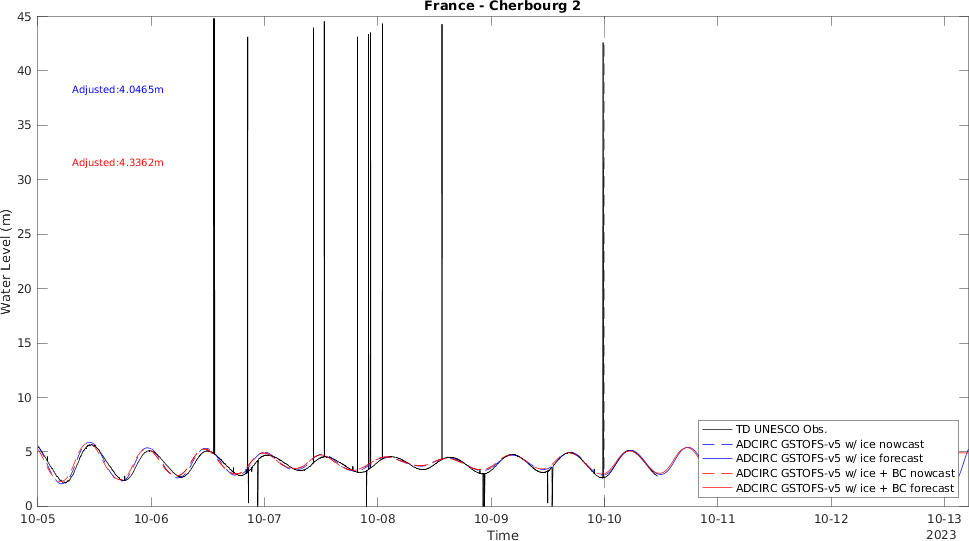 France - Cherbourg 2
45
40
35
30
25
20
15
10
5
0
Water Level (m)
Adjusted:4.0465m
Adjusted:4.3362m
TD UNESCO Obs.
ADCIRC GSTOFS-v5 w/ ice nowcast
ADCIRC GSTOFS-v5 w/ ice forecast
ADCIRC GSTOFS-v5 w/ ice + BC nowcast
ADCIRC GSTOFS-v5 w/ ice + BC forecast
10-05 10-06 10-07 10-08 10-09 10-10 10-11 10-12 10-13
Time
2023